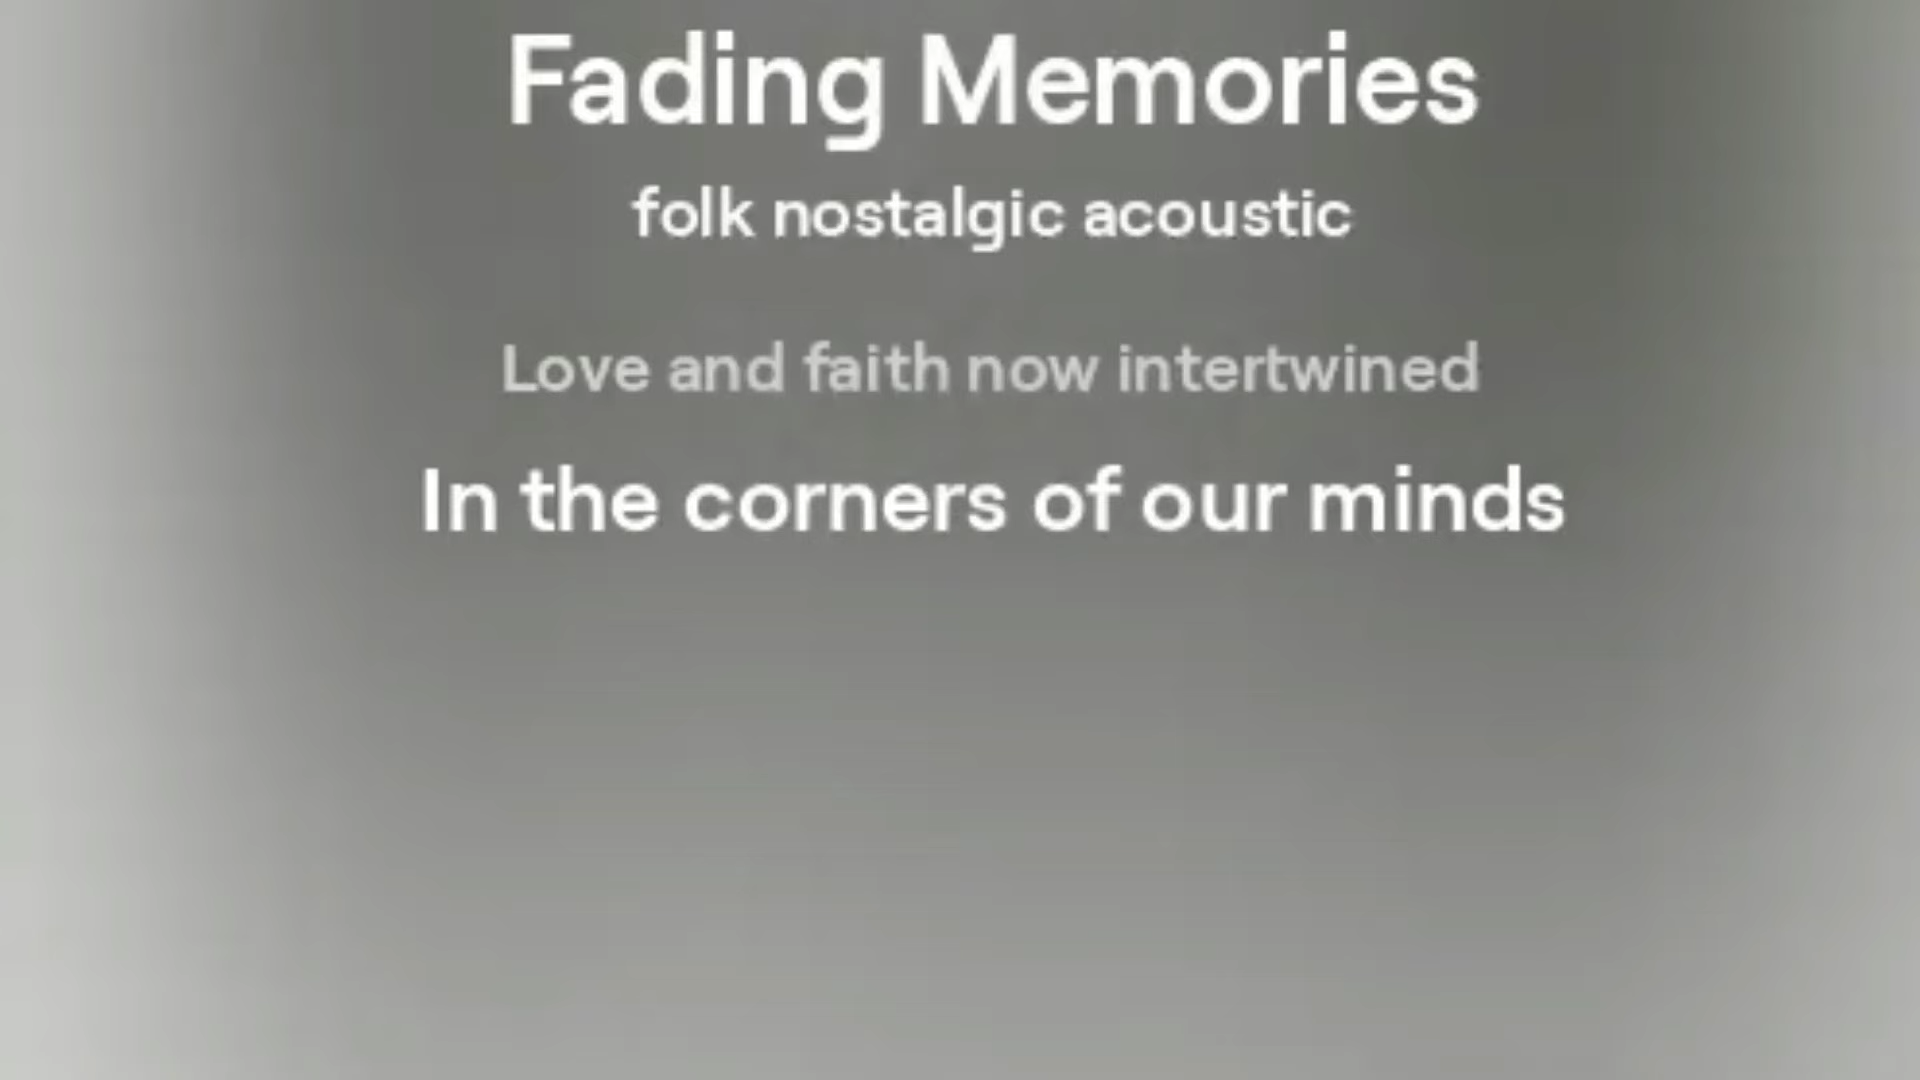 Fading Memories
folk nostalgic acoustic
Love and faith now intertwined
In the corners of our minds